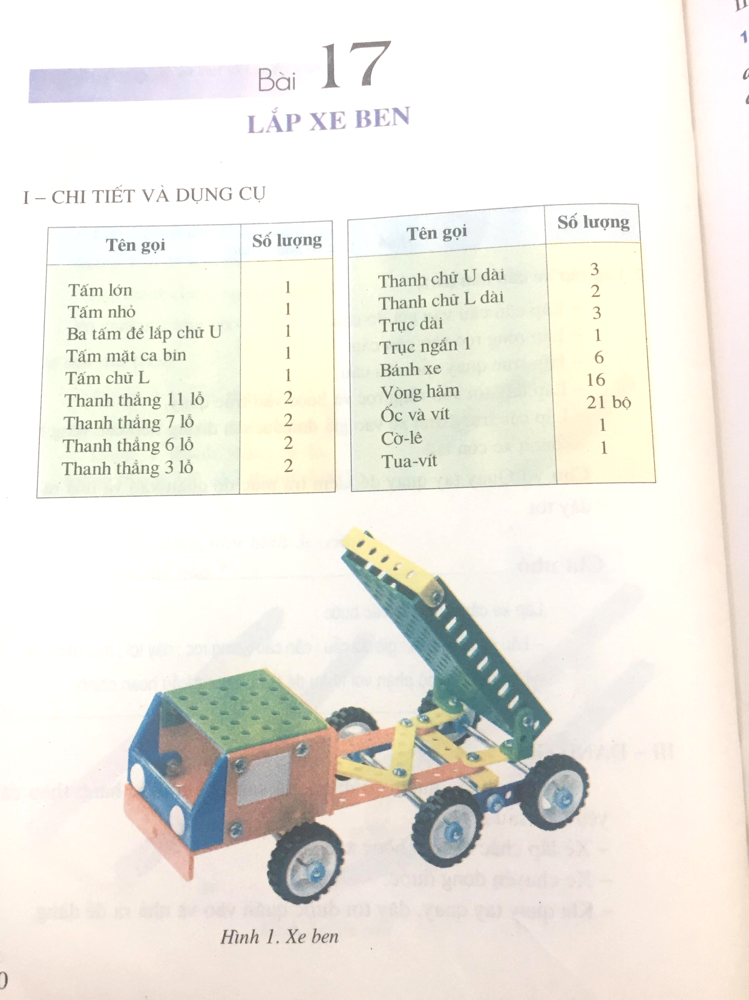 Bài 17
LẮP XE BEN
I – CHI TIẾT VÀ DỤNG CỤ
Tên gọi Số lượng
Tấm lớn 1
Tấm nhỏ 1
Ba tấm để lắp chữ U 1
Tấm mặt ca bin 1
Tấm chữ L 1
Thanh thẳng 11 lỗ 2
Thanh thẳng 7 lỗ 2
Thanh thẳng 6 lỗ 2
Thanh thẳng 3 lỗ 2
Tên gọi Số lượng
Thanh chữ U dài 3
Thanh chữ L dài 2
Trục dài 3
Trục ngắn 1 1
Bánh xe 6
Vòng hãm 16
Ốc và vít 21 bộ
Cờ-lê 1
Tua-vít 1
Hình 1. Xe ben